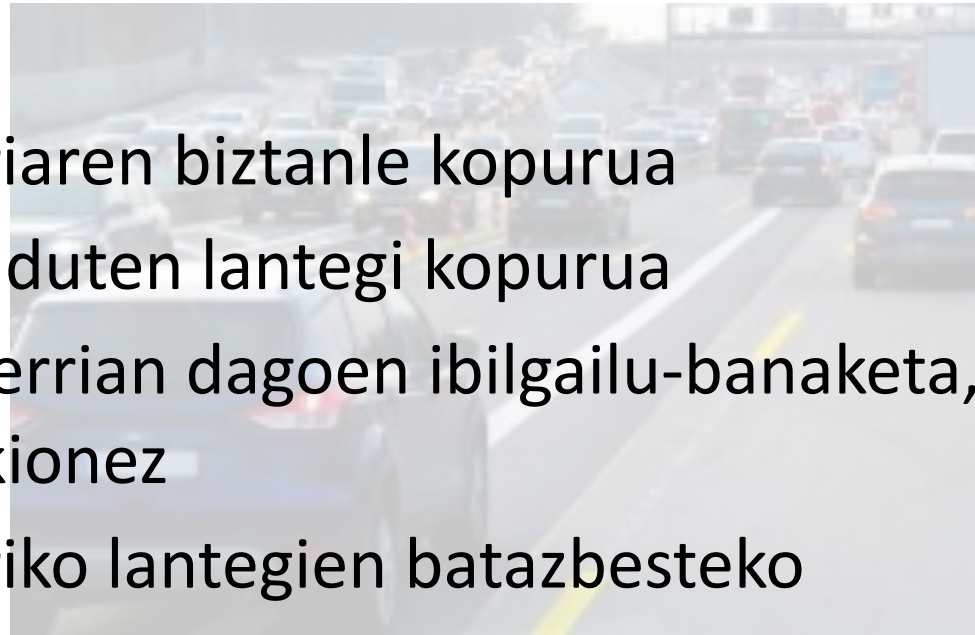 iaren biztanle kopurua
duten lantegi kopurua
errian dagoen ibilgailu-banaketa,
kionez
iko lantegien batazbesteko